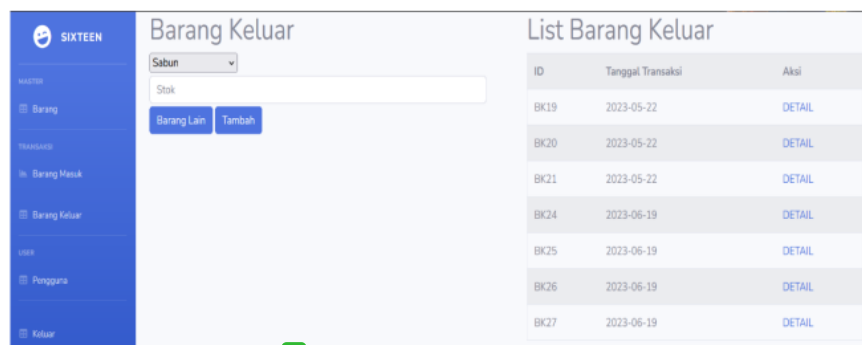 SIXTEEN
MASTER
Barang
TRANSAKSI
Barang Masuk
Barang Keluar
USER
Pengguna
Keluar
Barang Keluar
Sabun
Stok
Barang Lain Tambah
List Barang Keluar
ID Tanggal Transaksi Aksi
BK19 2023-05-22 DETAIL
BK20 2023-05-22 DETAIL
BK21 2023-05-22 DETAIL
BK24 2023-06-19 DETAIL
BK25 2023-06-19 DETAIL
BK26 2023-06-19 DETAIL
BK27 2023-06-19 DETAIL